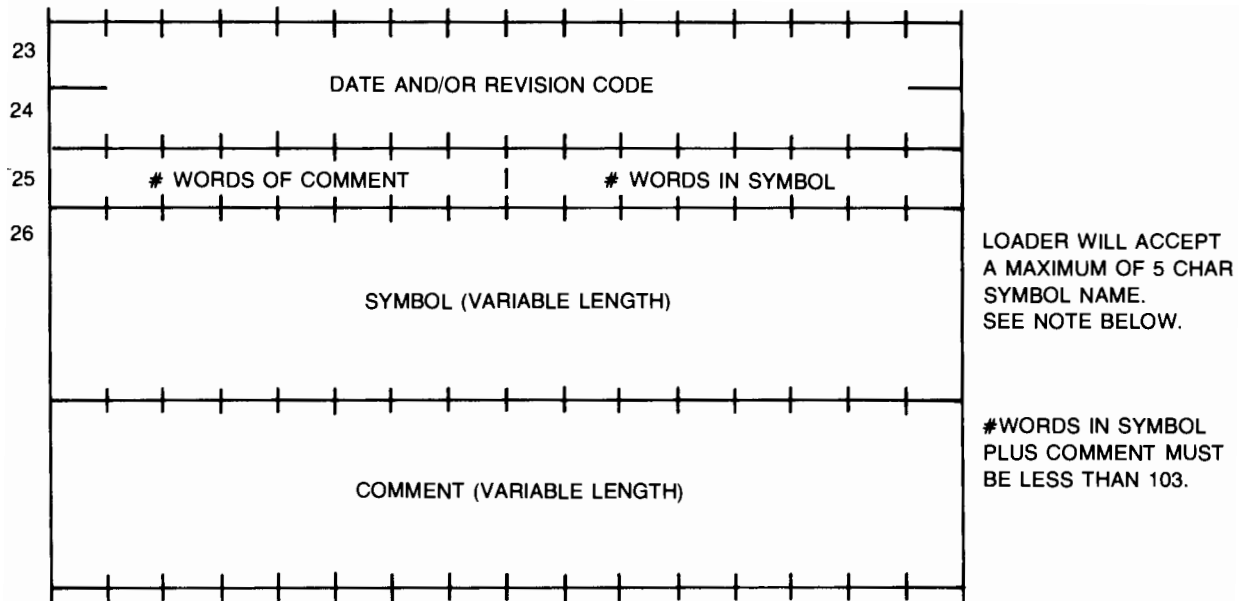 23
DATE AND/OR REVISION CODE
24
25
# WORDS OF COMMENT
# WORDS IN SYMBOL
26
LOADER WILL ACCEPT
A MAXIMUM OF 5 CHAR
SYMBOL NAME.
SEE NOTE BELOW.
SYMBOL (VARIABLE LENGTH)
#WORDS IN SYMBOL
PLUS COMMENT MUST
BE LESS THAN 103.
COMMENT (VARIABLE LENGTH)